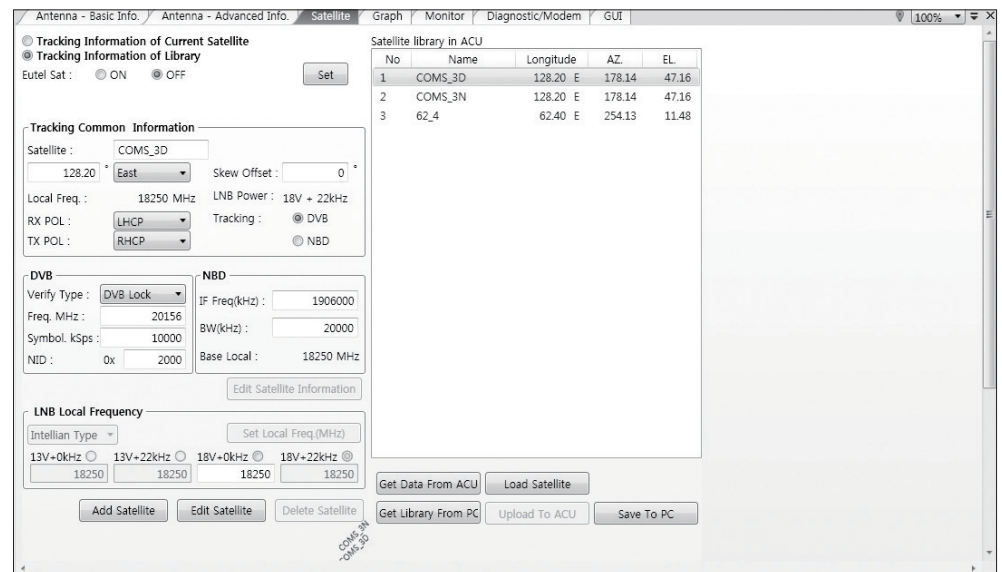 Antenna - Basic Info. Antenna - Advanced Info. Satellite Graph Monitor Diagnostic/Modem GUI 100%
Tracking Information of Current Satellite
Tracking Information of Library
Eutel Sat : ON OFF Set
Tracking Common Information
Satellite : COMS_3D
128.20 ° East Skew Offset : 0 °
Local Freq. : 18250 MHz LNB Power : 18V + 22kHz
RX POL : LHCP Tracking : DVB
TX POL : RHCP NBD
DVB
Verify Type : DVB Lock
Freq. MHz : 20156
Symbol. kSps : 10000
NID : 0x 2000
NBD
IF Freq(kHz) : 1906000
BW(kHz) : 20000
Base Local : 18250 MHz
Edit Satellite Information
LNB Local Frequency
Intellian Type Set Local Freq.(MHz)
13V+0kHz 13V+22kHz 18V+0kHz 18V+22kHz
18250 18250 18250 18250
Add Satellite Edit Satellite Delete Satellite
COMS_3N
COMS_3D
Satellite library in ACU
No Name Longitude AZ. EL.
1 COMS_3D 128.20 E 178.14 47.16
2 COMS_3N 128.20 E 178.14 47.16
3 62_4 62.40 E 254.13 11.48
Get Data From ACU Load Satellite
Get Library From PC Upload To ACU Save To PC